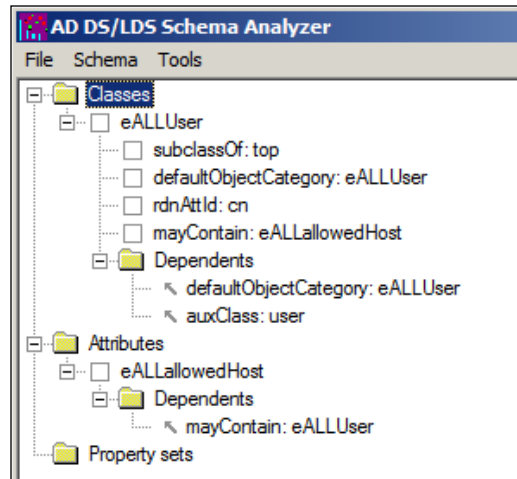 AD DS/LDS Schema Analyzer
File Schema Tools
Classes
eALLUser
subclassOf: top
defaultObjectCategory: eALLUser
rdnAttId: cn
mayContain: eALLallowedHost
Dependents
defaultObjectCategory: eALLUser
auxClass: user
Attributes
eALLallowedHost
Dependents
mayContain: eALLUser
Property sets